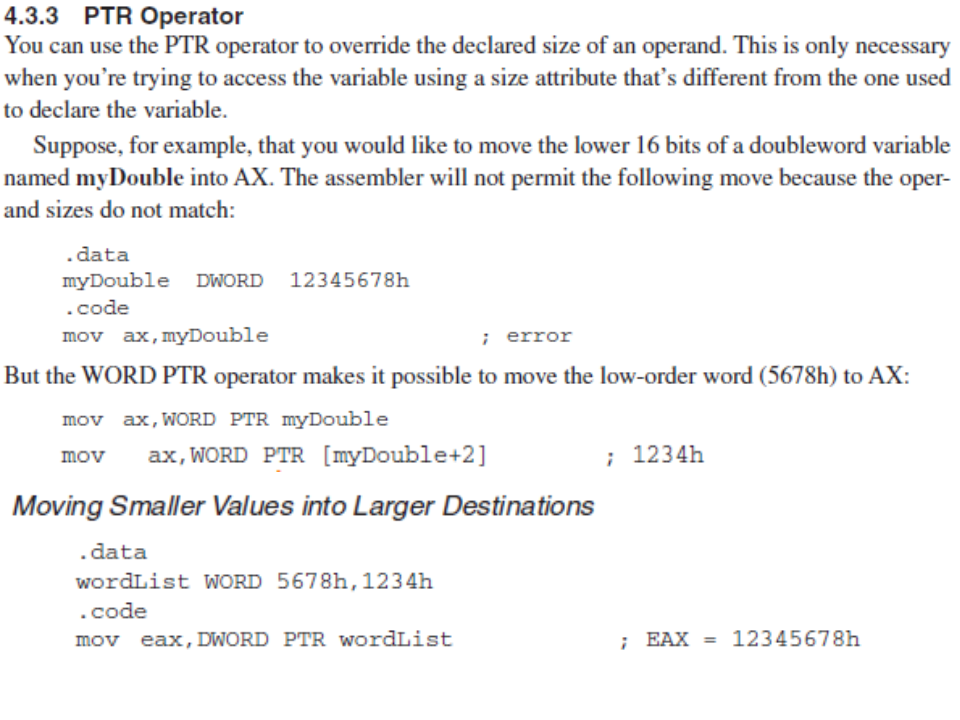 4.3.3 PTR Operator
You can use the PTR operator to override the declared size of an operand. This is only necessary
when you're trying to access the variable using a size attribute that's different from the one used
to declare the variable.
Suppose, for example, that you would like to move the lower 16 bits of a doubleword variable
named myDouble into AX. The assembler will not permit the following move because the oper-
and sizes do not match:
.data
myDouble DWORD 12345678h
.code
mov ax,myDouble ; error
But the WORD PTR operator makes it possible to move the low-order word (5678h) to AX:
mov ax,WORD PTR myDouble
mov ax,WORD PTR [myDouble+2] ; 1234h
Moving Smaller Values into Larger Destinations
.data
wordList WORD 5678h,1234h
.code
mov eax,DWORD PTR wordList ; EAX = 12345678h